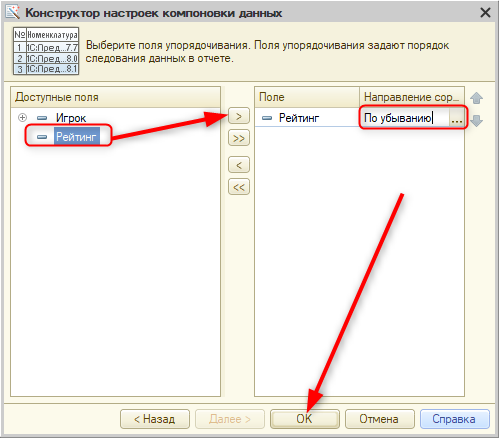 Конструктор настроек компоновки данных
№ Номенклатура
1 1С:Пред... 7.7
2 1С:Пред... 8.0
3 1С:Пред... 8.1
Выберите поля упорядочивания. Поля упорядочивания задают порядок
следования данных в отчете.
Доступные поля
Игрок
Рейтинг
>
>>
<
<<
Поле Направление сор...
Рейтинг По убыванию ...
< Назад Далее > OK Отмена Справка